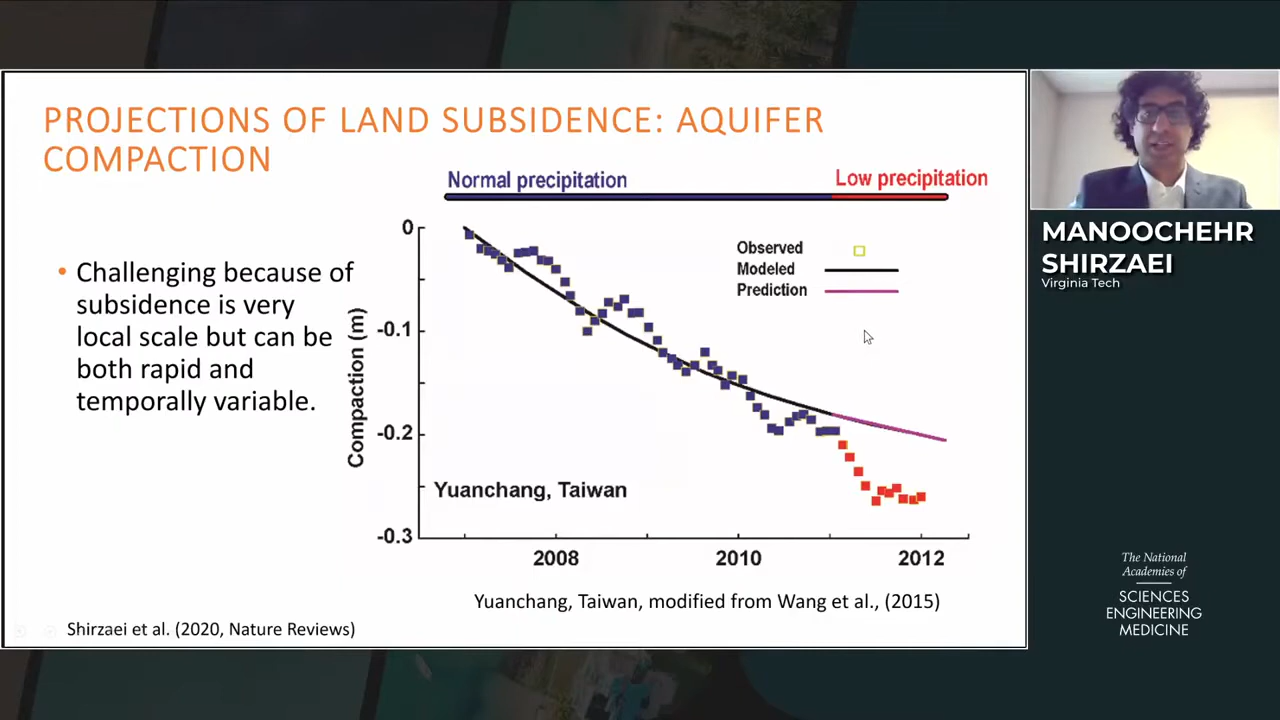 PROJECTIONS OF LAND SUBSIDENCE: AQUIFER
COMPACTION
• Challenging because of
subsidence is very
local scale but can be
both rapid and
temporally variable.
Normal precipitation
Low precipitation
Observed
Modeled
Prediction
Compaction (m)
0
-0.1
-0.2
-0.3
Yuanchang, Taiwan
2008
2010
2012
Yuanchang, Taiwan, modified from Wang et al., (2015)
Shirzaei et al. (2020, Nature Reviews)
MANOOCHEHR
SHIRZAEI
Virginia Tech
The National
Academies of
SCIENCES
ENGINEERING
MEDICINE